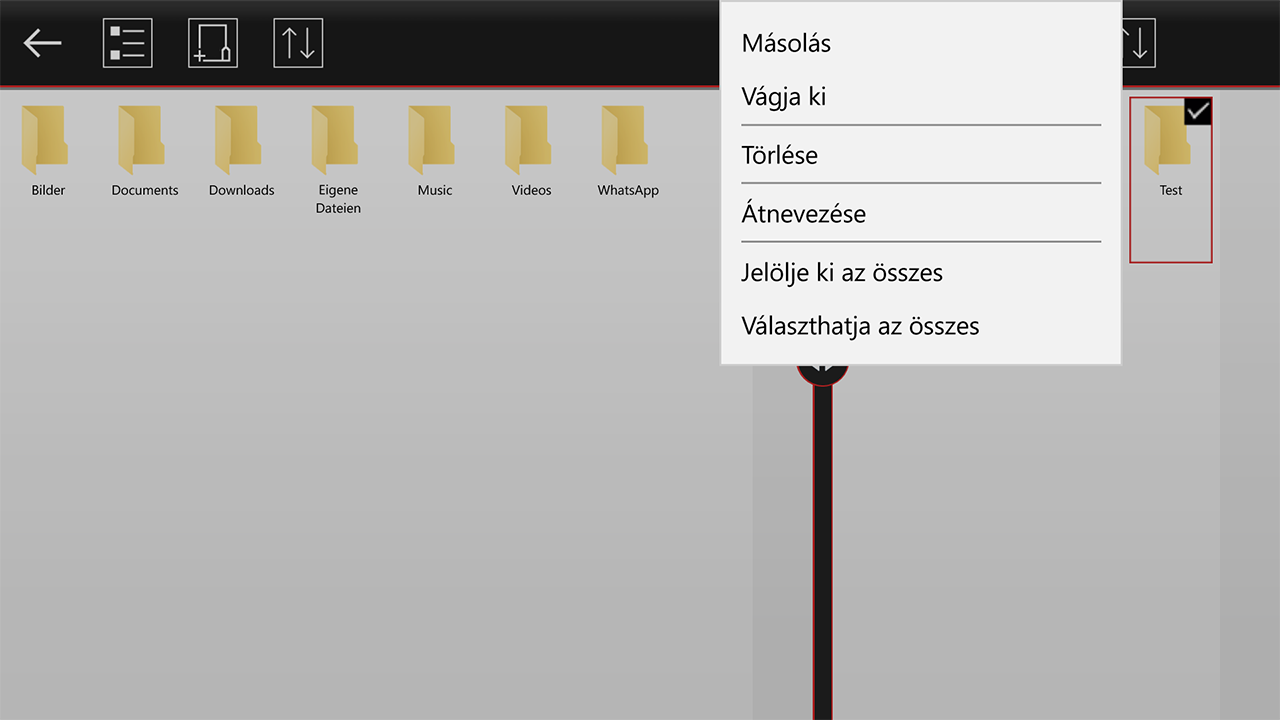 Másolás
Vágja ki
Törlése
Átnevezése
Jelölje ki az összes
Választhatja az összes
Bilder
Documents
Downloads
Eigene
Dateien
Music
Videos
WhatsApp
Test